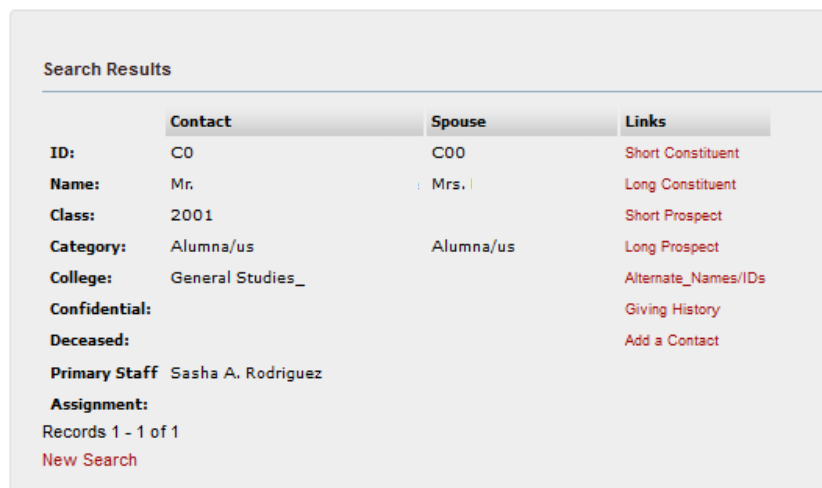 Search Results
Contact Spouse Links
ID: C0 C00 Short Constituent
Name: Mr. Mrs. Long Constituent
Class: 2001 Short Prospect
Category: Alumna/us Alumna/us Long Prospect
College: General Studies_ Alternate_Names/IDs
Confidential: Giving History
Deceased: Add a Contact
Primary Staff Sasha A. Rodriguez
Assignment:
Records 1 - 1 of 1
New Search